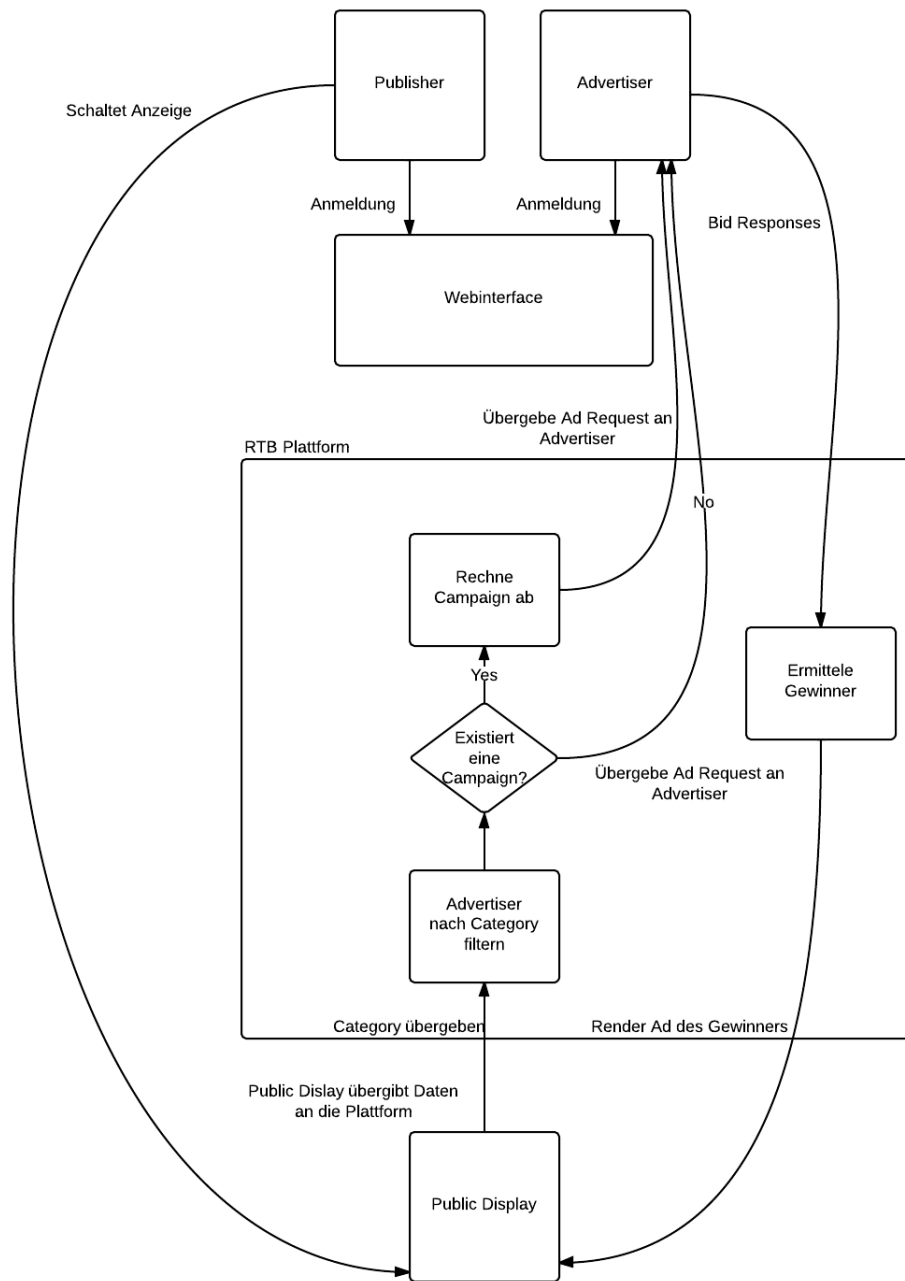 Publisher
Advertiser
Schaltet Anzeige
Anmeldung
Anmeldung
Bid Responses
Webinterface
Übergebe Ad Request an
Advertiser
RTB Plattform
No
Rechne
Campaign ab
Yes
Ermittele
Gewinner
Existiert
eine
Campaign?
Übergebe Ad Request an
Advertiser
Advertiser
nach Category
filtern
Category übergeben
Render Ad des Gewinners
Public Dislay übergibt Daten
an die Plattform
Public Display